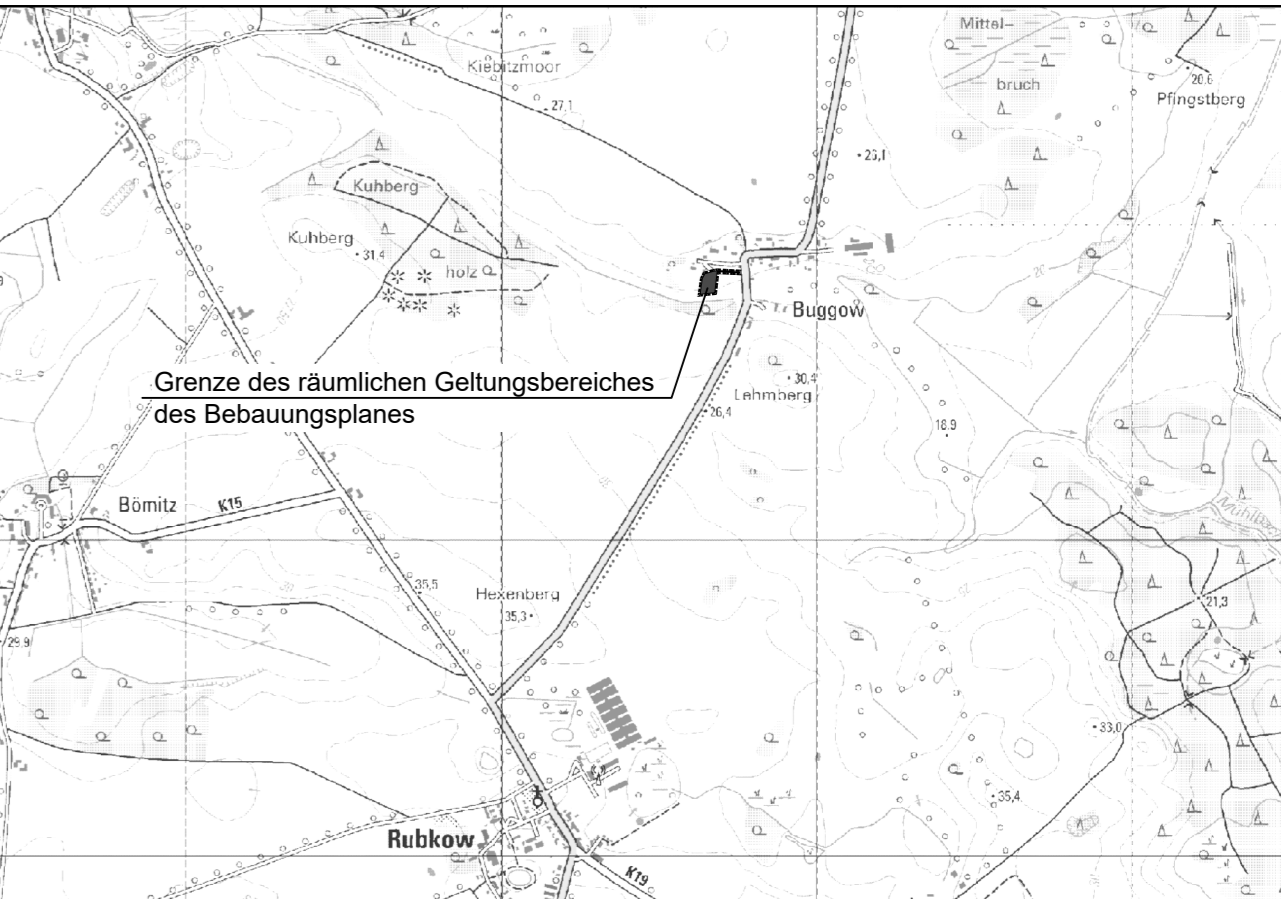 Mittel-
Kiebitzmoor
bruch
20,6
Pfingstberg
27,1
26,1
Kuhberg
Kuhberg
31,4
holz
Buggow
Grenze des räumlichen Geltungsbereiches
des Bebauungsplanes
30,4
Lehmberg
26,4
18,9
Bömitz
K15
35,5
Hexenberg
35,3
21,3
29,9
33,0
35,4
Rubkow
K19